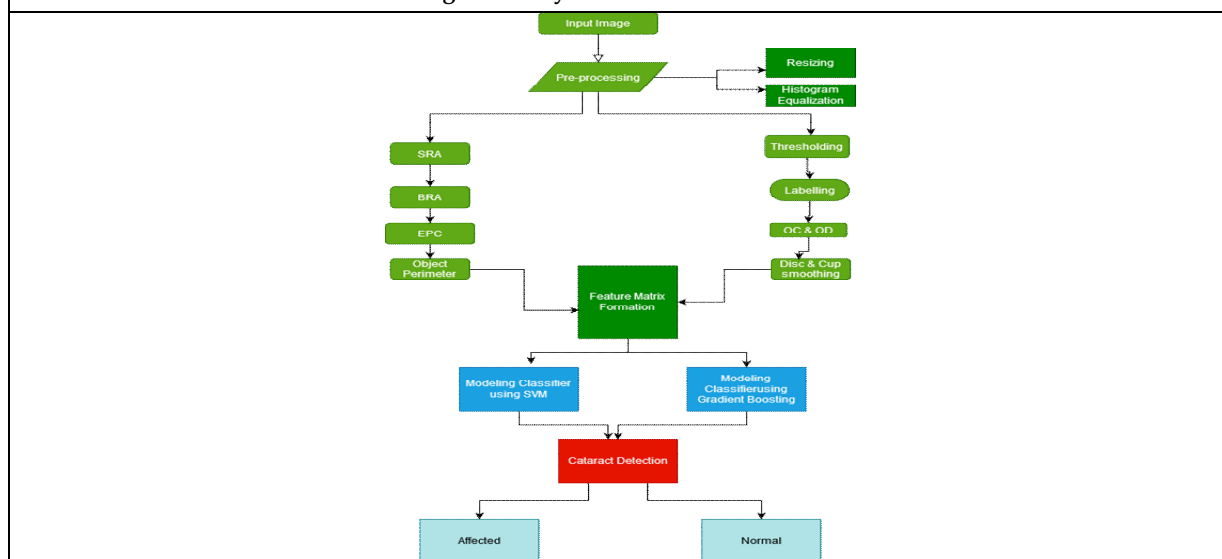 Input Image
Pre-processing
Resizing
Histogram
Equalization
SRA
BRA
EPC
Object
Perimeter
Thresholding
Labelling
OC & OD
Disc & Cup
smoothing
Feature Matrix
Formation
Modeling Classifier
using SVM
Modeling
Classifierusing
Gradient Boosting
Cataract Detection
Affected
Normal